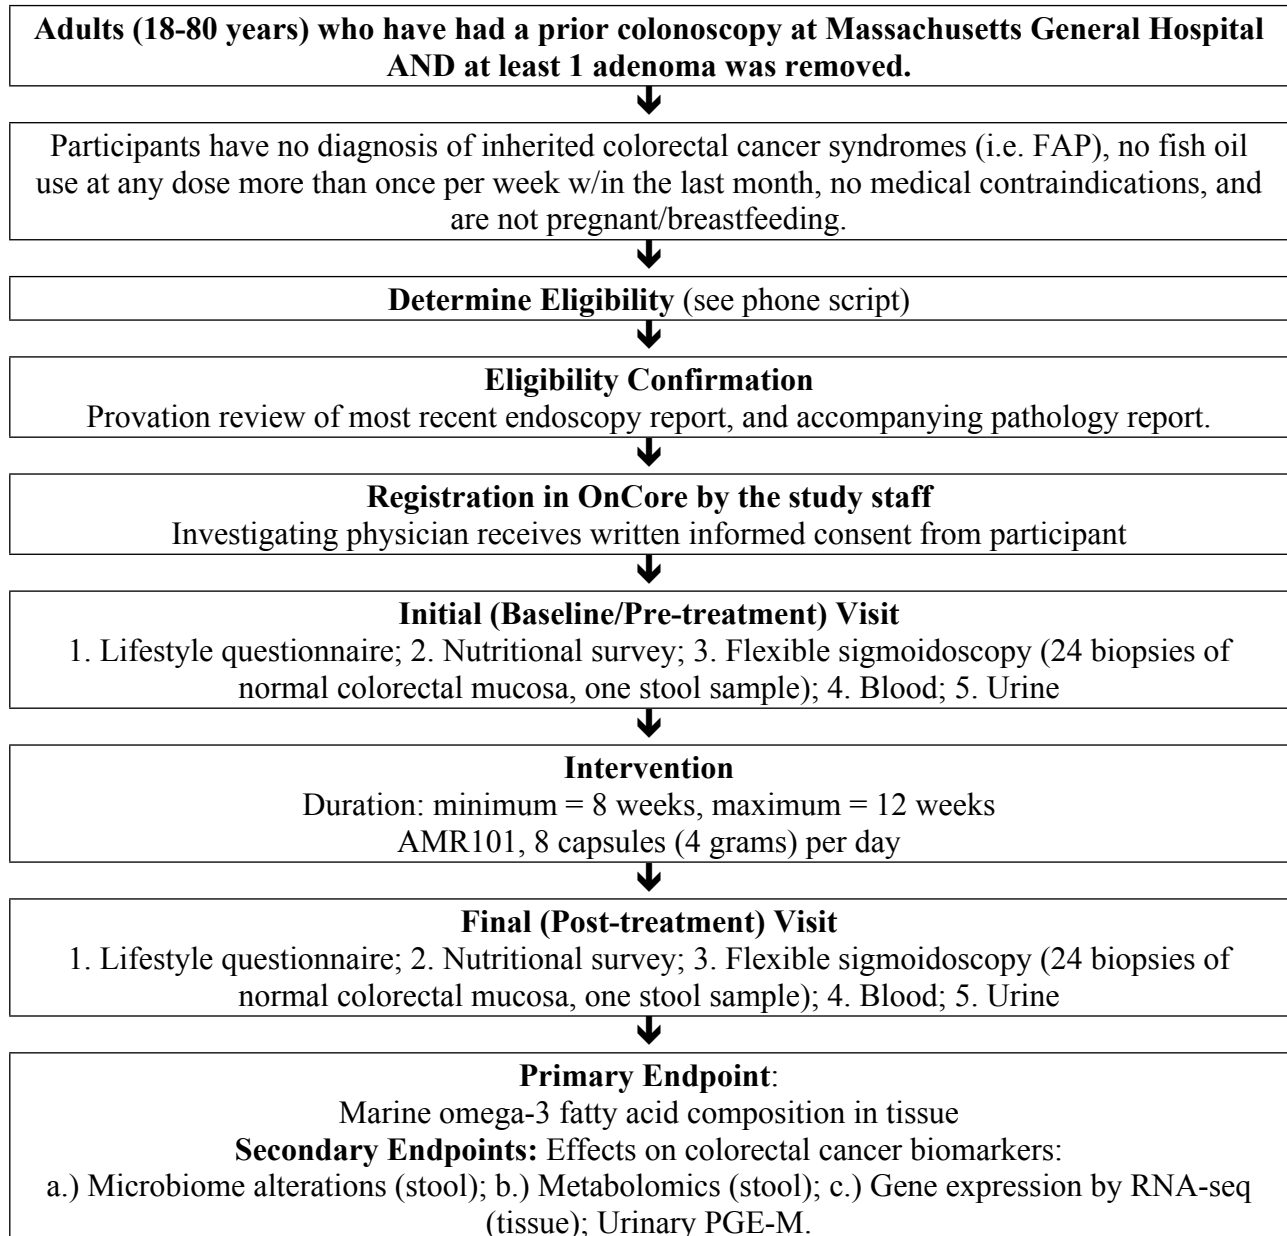 Adults (18-80 years) who have had a prior colonoscopy at Massachusetts General Hospital
AND at least 1 adenoma was removed.
Participants have no diagnosis of inherited colorectal cancer syndromes (i.e. FAP), no fish oil
use at any dose more than once per week w/in the last month, no medical contraindications, and
are not pregnant/breastfeeding.
Determine Eligibility (see phone script)
Eligibility Confirmation
Provation review of most recent endoscopy report, and accompanying pathology report.
Registration in OnCore by the study staff
Investigating physician receives written informed consent from participant
Initial (Baseline/Pre-treatment) Visit
1. Lifestyle questionnaire; 2. Nutritional survey; 3. Flexible sigmoidoscopy (24 biopsies of
normal colorectal mucosa, one stool sample); 4. Blood; 5. Urine
Intervention
Duration: minimum = 8 weeks, maximum = 12 weeks
AMR101, 8 capsules (4 grams) per day
Final (Post-treatment) Visit
1. Lifestyle questionnaire; 2. Nutritional survey; 3. Flexible sigmoidoscopy (24 biopsies of
normal colorectal mucosa, one stool sample); 4. Blood; 5. Urine
Primary Endpoint:
Marine omega-3 fatty acid composition in tissue
Secondary Endpoints: Effects on colorectal cancer biomarkers:
a.) Microbiome alterations (stool); b.) Metabolomics (stool); c.) Gene expression by RNA-seq
(tissue); Urinary PGE-M.